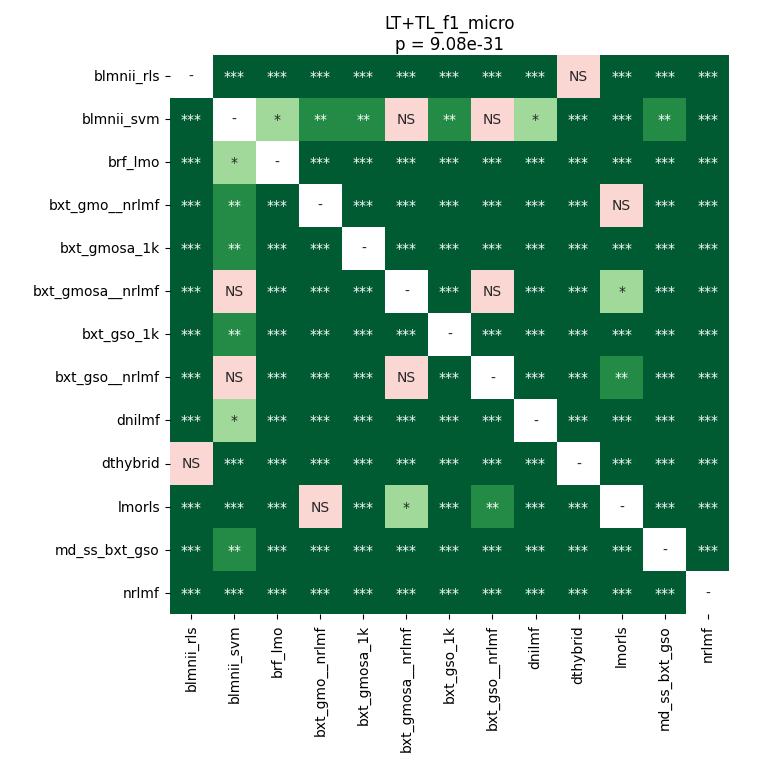 LT+TL_f1_micro
p = 9.08e-31
blmnii_rls - *** *** *** *** *** *** *** *** NS *** *** ***
blmnii_svm *** - * ** ** NS ** NS * *** *** ** ***
brf_lmo *** * - *** *** *** *** *** *** *** *** *** ***
bxt_gmo__nrlmf *** ** *** - *** *** *** *** *** *** NS *** ***
bxt_gmosa_1k *** ** *** *** - *** *** *** *** *** *** *** ***
bxt_gmosa__nrlmf *** NS *** *** *** - *** NS *** *** * *** ***
bxt_gso_1k *** ** *** *** *** *** - *** *** *** *** *** ***
bxt_gso__nrlmf *** NS *** *** *** NS *** - *** *** ** *** ***
dnilmf *** * *** *** *** *** *** *** - *** *** *** ***
dthybrid NS *** *** *** *** *** *** *** *** - *** *** ***
lmorls *** *** *** NS *** * *** ** *** *** - *** ***
md_ss_bxt_gso *** ** *** *** *** *** *** *** *** *** *** - ***
nrlmf *** *** *** *** *** *** *** *** *** *** *** *** -
blmnii_rls
blmnii_svm
brf_lmo
bxt_gmo__nrlmf
bxt_gmosa_1k
bxt_gmosa__nrlmf
bxt_gso_1k
bxt_gso__nrlmf
dnilmf
dthybrid
lmorls
md_ss_bxt_gso
nrlmf